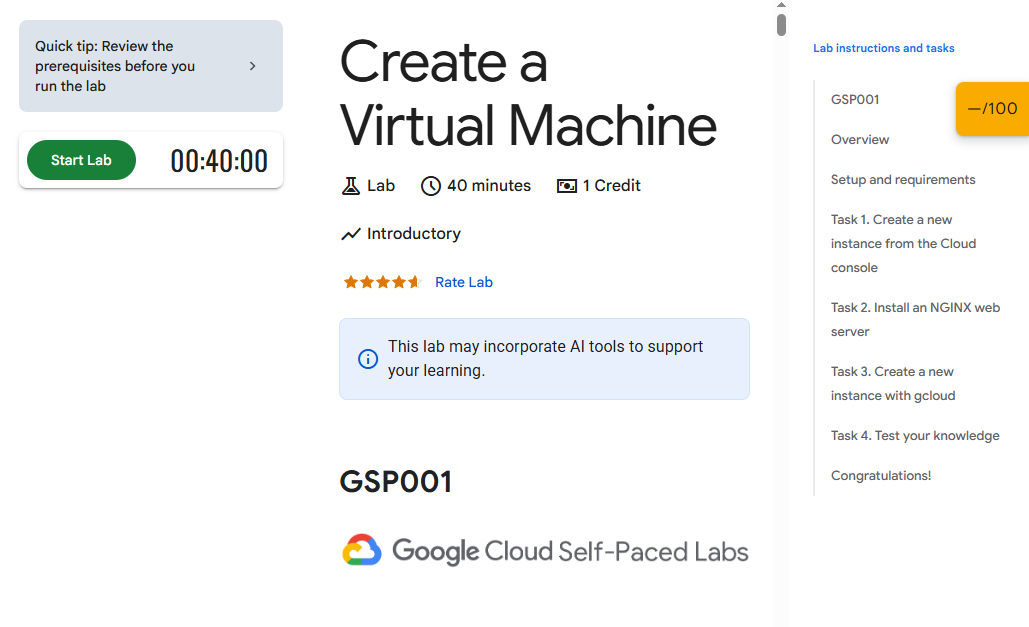 Quick tip: Review the
prerequisites before you
run the lab
Start Lab
00:40:00
Create a
Virtual Machine
Lab
40 minutes
1 Credit
Introductory
Rate Lab
This lab may incorporate AI tools to support
your learning.
GSP001
Google Cloud Self-Paced Labs
Lab instructions and tasks
GSP001
Overview
Setup and requirements
Task 1. Create a new
instance from the Cloud
console
Task 2. Install an NGINX web
server
Task 3. Create a new
instance with gcloud
Task 4. Test your knowledge
Congratulations!
—/100